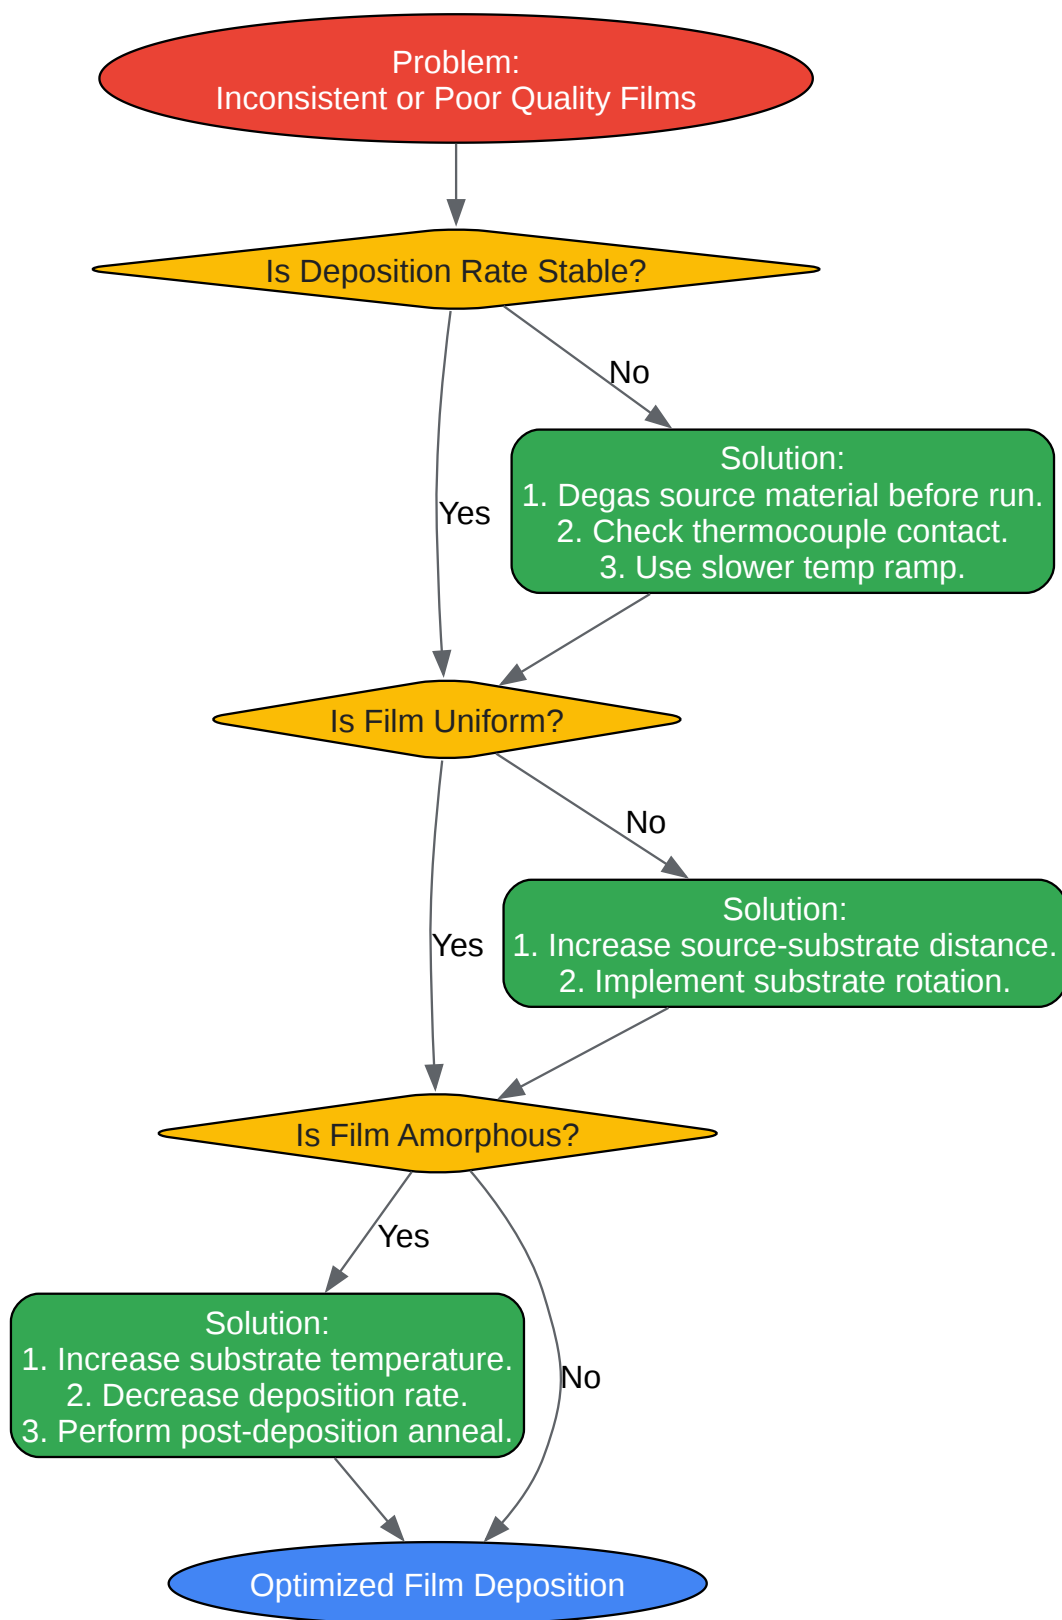 Problem:
Inconsistent or Poor Quality Films
Is Deposition Rate Stable?
No
Solution:
1. Degas source material before run.
2. Check thermocouple contact.
3. Use slower temp ramp.
Yes
Is Film Uniform?
No
Solution:
1. Increase source-substrate distance.
2. Implement substrate rotation.
Yes
Is Film Amorphous?
Yes
Solution:
1. Increase substrate temperature.
2. Decrease deposition rate.
3. Perform post-deposition anneal.
No
Optimized Film Deposition